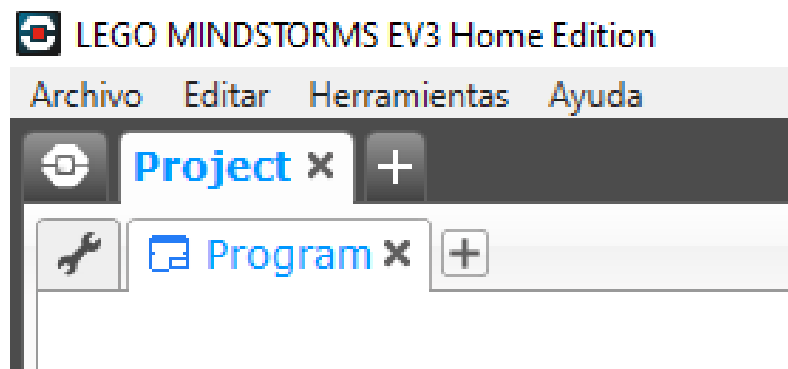 LEGO MINDSTORMS EV3 Home Edition
Archivo Editar Herramientas Ayuda
Project
Program